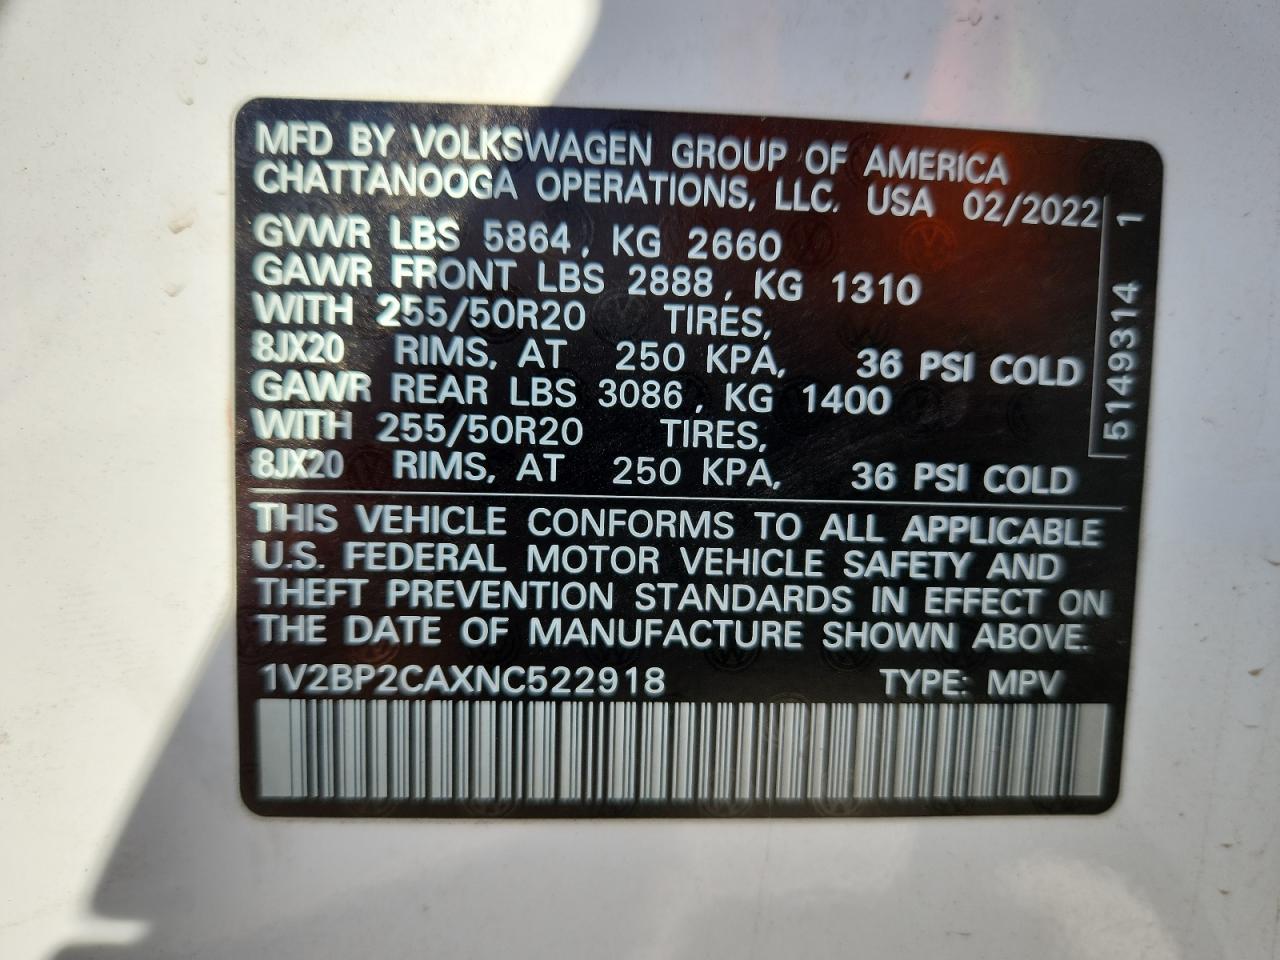 MFD BY VOLKSWAGEN GROUP OF AMERICA
CHATTANOOGA OPERATIONS, LLC. USA 02/2022
GVWR LBS 5864, KG 2660
GAWR FRONT LBS 2888, KG 1310
WITH 255/50R20 TIRES,
8JX20 RIMS, AT 250 KPA, 36 PSI COLD
GAWR REAR LBS 3086, KG 1400
WITH 255/50R20 TIRES,
8JX20 RIMS, AT 250 KPA, 36 PSI COLD
5149314 1
THIS VEHICLE CONFORMS TO ALL APPLICABLE
U.S. FEDERAL MOTOR VEHICLE SAFETY AND
THEFT PREVENTION STANDARDS IN EFFECT ON
THE DATE OF MANUFACTURE SHOWN ABOVE.
1V2BP2CAXNC522918 TYPE: MPV